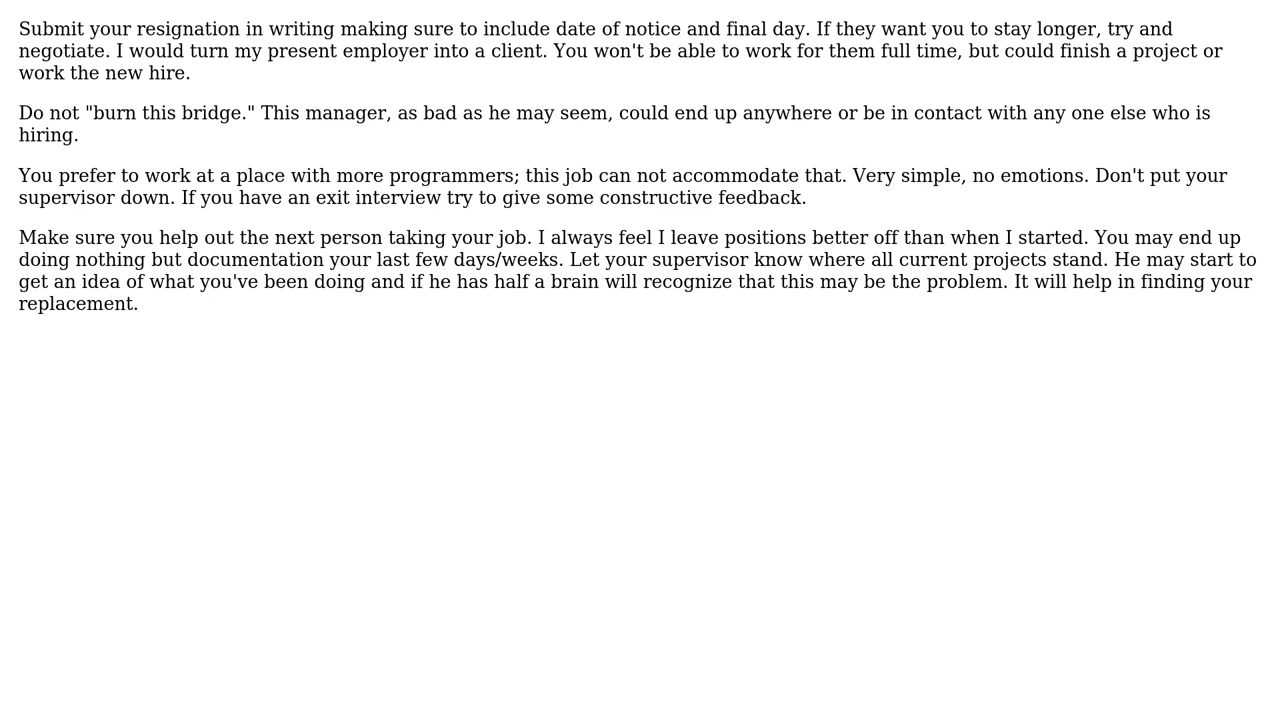 Submit your resignation in writing making sure to include date of notice and final day. If they want you to stay longer, try and
negotiate. I would turn my present employer into a client. You won't be able to work for them full time, but could finish a project or
work the new hire.
Do not "burn this bridge." This manager, as bad as he may seem, could end up anywhere or be in contact with any one else who is
hiring.
You prefer to work at a place with more programmers; this job can not accommodate that. Very simple, no emotions. Don't put your
supervisor down. If you have an exit interview try to give some constructive feedback.
Make sure you help out the next person taking your job. I always feel I leave positions better off than when I started. You may end up
doing nothing but documentation your last few days/weeks. Let your supervisor know where all current projects stand. He may start to
get an idea of what you've been doing and if he has half a brain will recognize that this may be the problem. It will help in finding your
replacement.